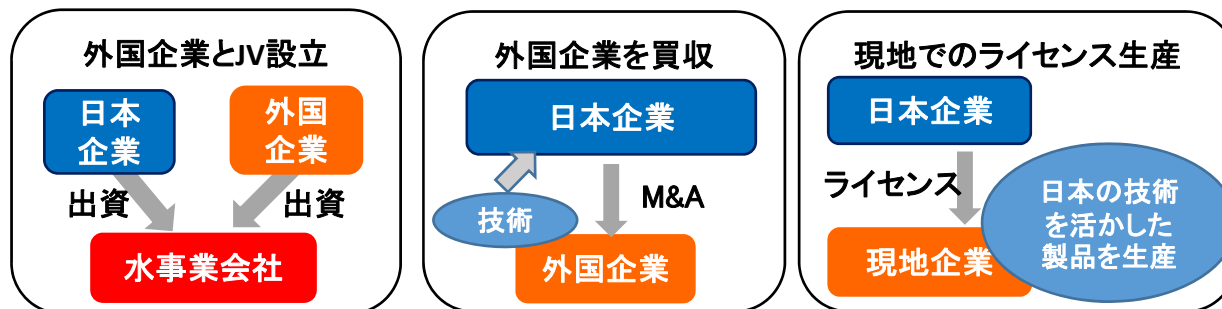 外国企業とJV設立
日本
企業
外国
企業
出資
出資
水事業会社
外国企業を買収
日本企業
技術
M&A
外国企業
現地でのライセンス生産
日本企業
ライセンス
現地企業
日本の技術
を活かした
製品を生産